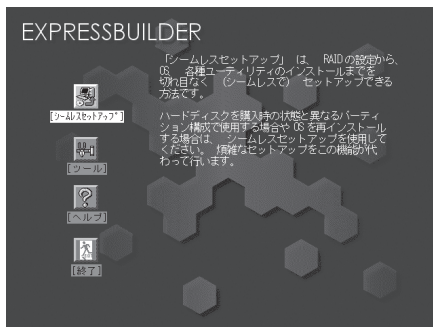 EXPRESSBUILDER
「シームレスセットアップ」は、RAIDの設定から、
OS、各種ユーティリティのインストールまでを
切れ目なく（シームレスで）セットアップできる
方法です。
ハードディスクを購入時の状態と異なるパーティ
ション構成で使用する場合や OSを再インストール
する場合は、シームレスセットアップを使用して
ください。煩雑なセットアップをこの機能が代
わって行います。
[シームレスセットアップ]
[ツール]
[ヘルプ]
[終了]